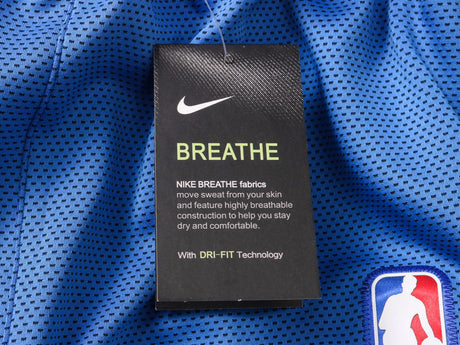 BREATHE
NIKE BREATHE fabrics
move sweat from your skin
and feature highly breathable
construction to help you stay
dry and comfortable.
With DRI-FIT Technology